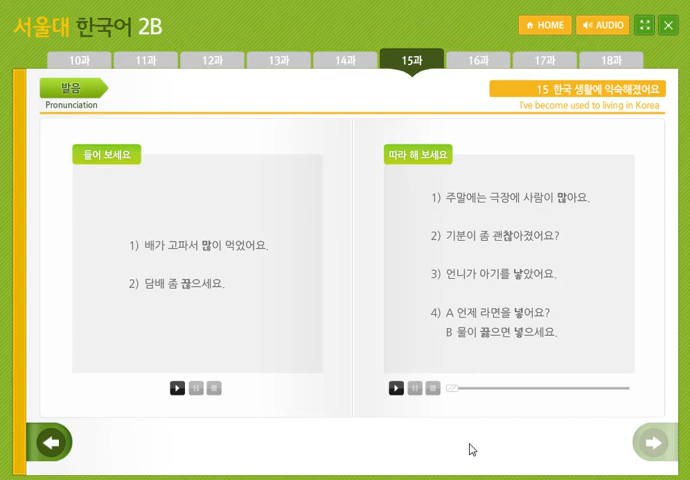 서울대 한국어 2B
HOME
AUDIO
10과
11과
12과
13과
14과
15과
16과
17과
18과
발음
Pronunciation
15 한국 생활에 익숙해졌어요
I've become used to living in Korea
들어 보세요
1) 배가 고파서 많이 먹었어요.
2) 담배 좀 끊으세요.
따라 해 보세요
1) 주말에는 극장에 사람이 많아요.
2) 기분이 좀 괜찮아졌어요?
3) 언니가 아기를 낳았어요.
4) A 언제 라면을 넣어요?
B 물이 끓으면 넣으세요.